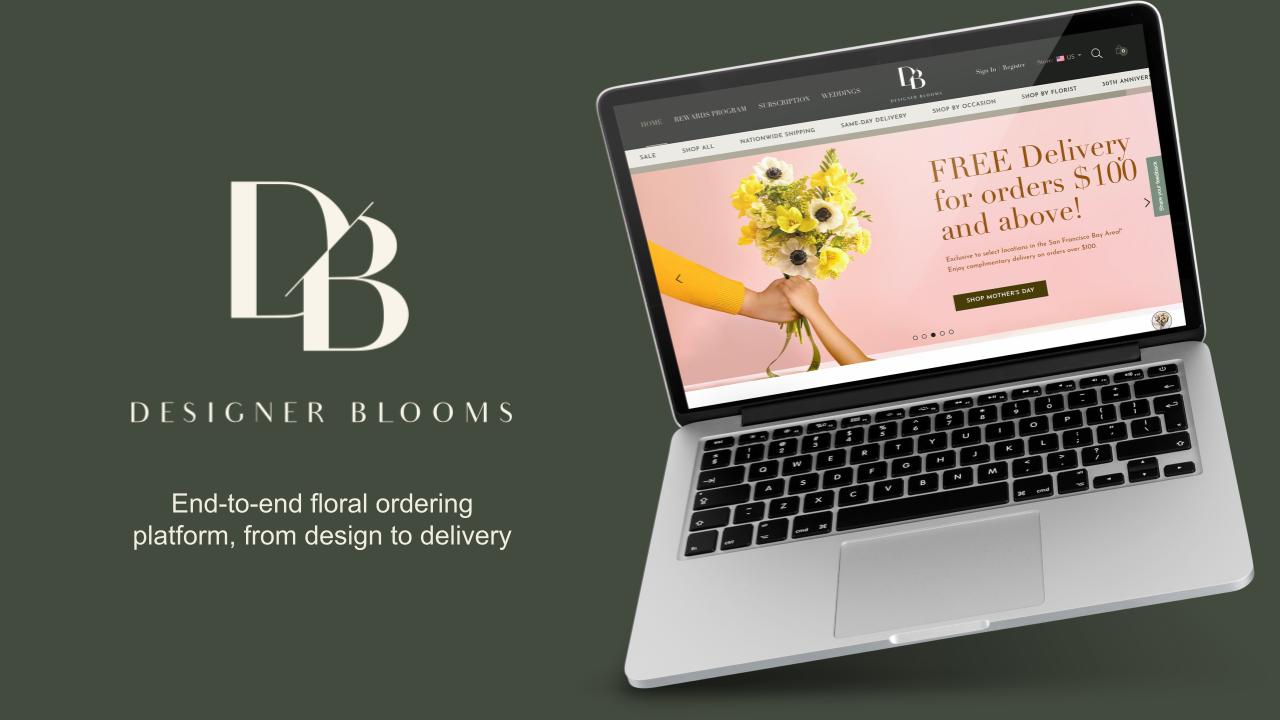 DB
DESIGNER BLOOMS
End-to-end floral ordering
platform, from design to delivery
HOME REWARDS PROGRAM SUBSCRIPTION WEDDINGS
DB
DESIGNER BLOOMS
Sign In Register
Store: US
0
SALE SHOP ALL NATIONWIDE SHIPPING SAME-DAY DELIVERY SHOP BY OCCASION SHOP BY FLORIST 30TH ANNIVERS
FREE Delivery
for orders $100
and above!
Exclusive to select locations in the San Francisco Bay Area!*
Enjoy complimentary delivery on orders over $100.
SHOP MOTHER'S DAY
Share your feedback
Q W E R T Y U I O P
A S D F G H J K L
Z X C V B N M
cmd
cmd